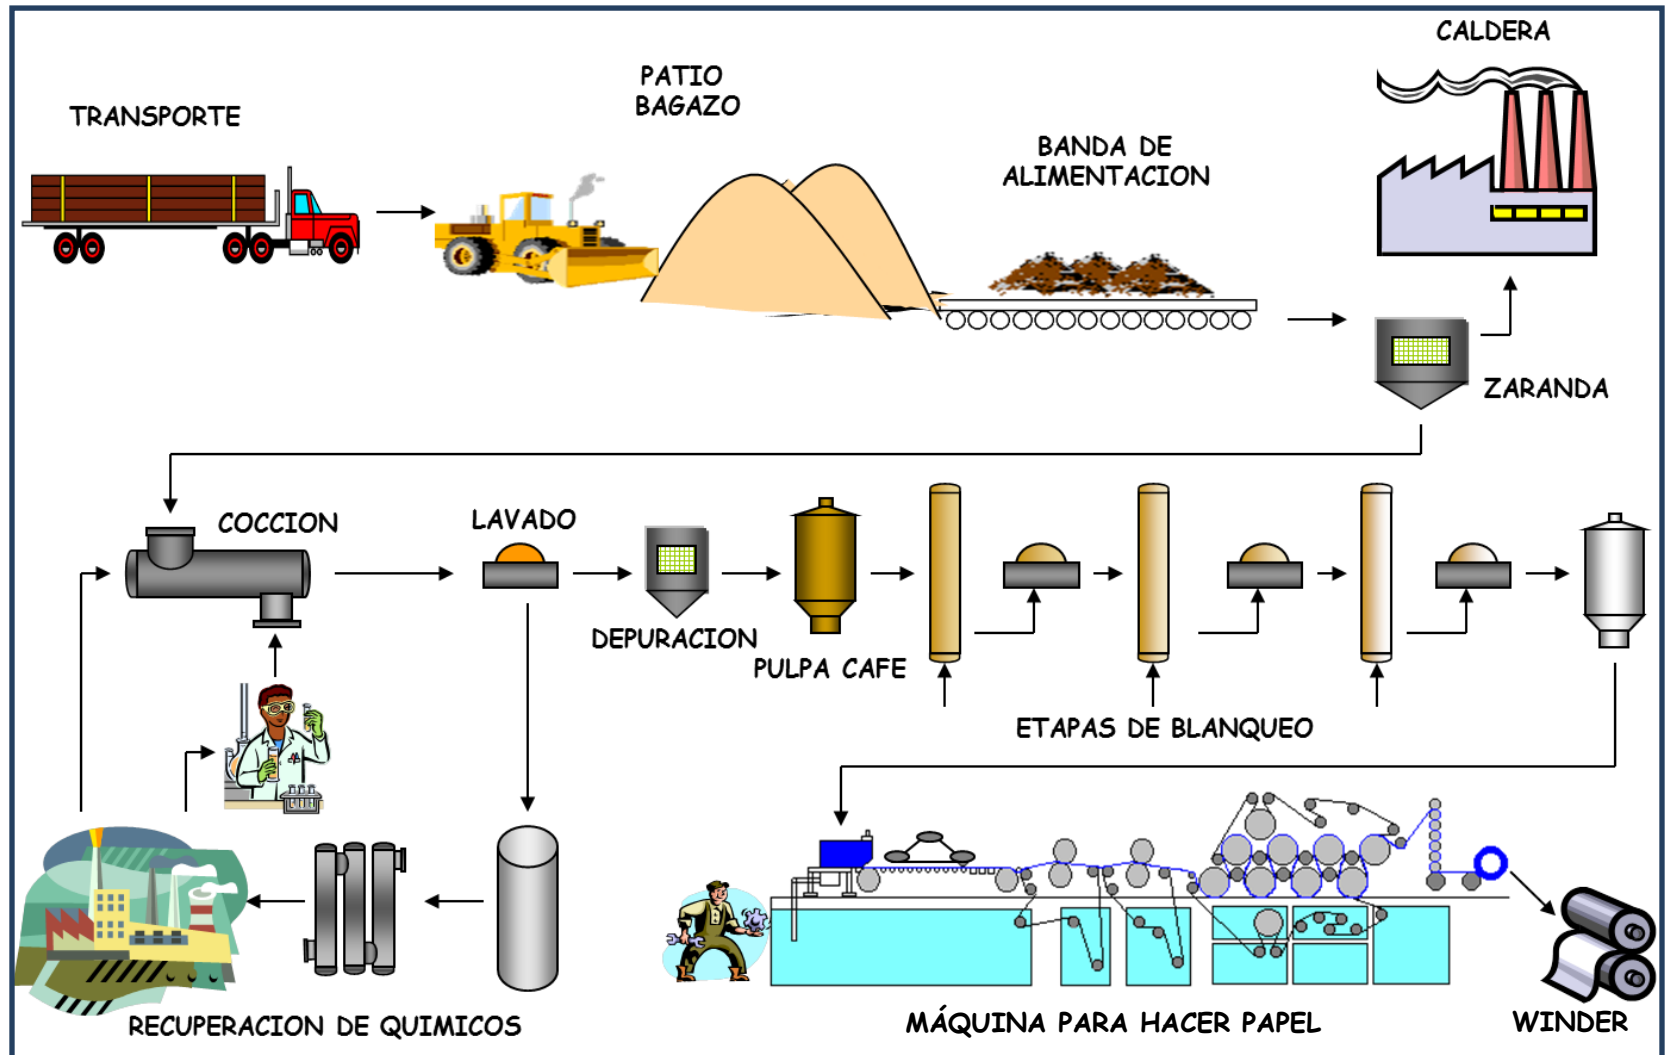 CALDERA
PATIO
BAGAZO
TRANSPORTE
BANDA DE
ALIMENTACION
ZARANDA
COCCION
LAVADO
DEPURACION
PULPA CAFE
ETAPAS DE BLANQUEO
RECUPERACION DE QUIMICOS
MÁQUINA PARA HACER PAPEL
WINDER